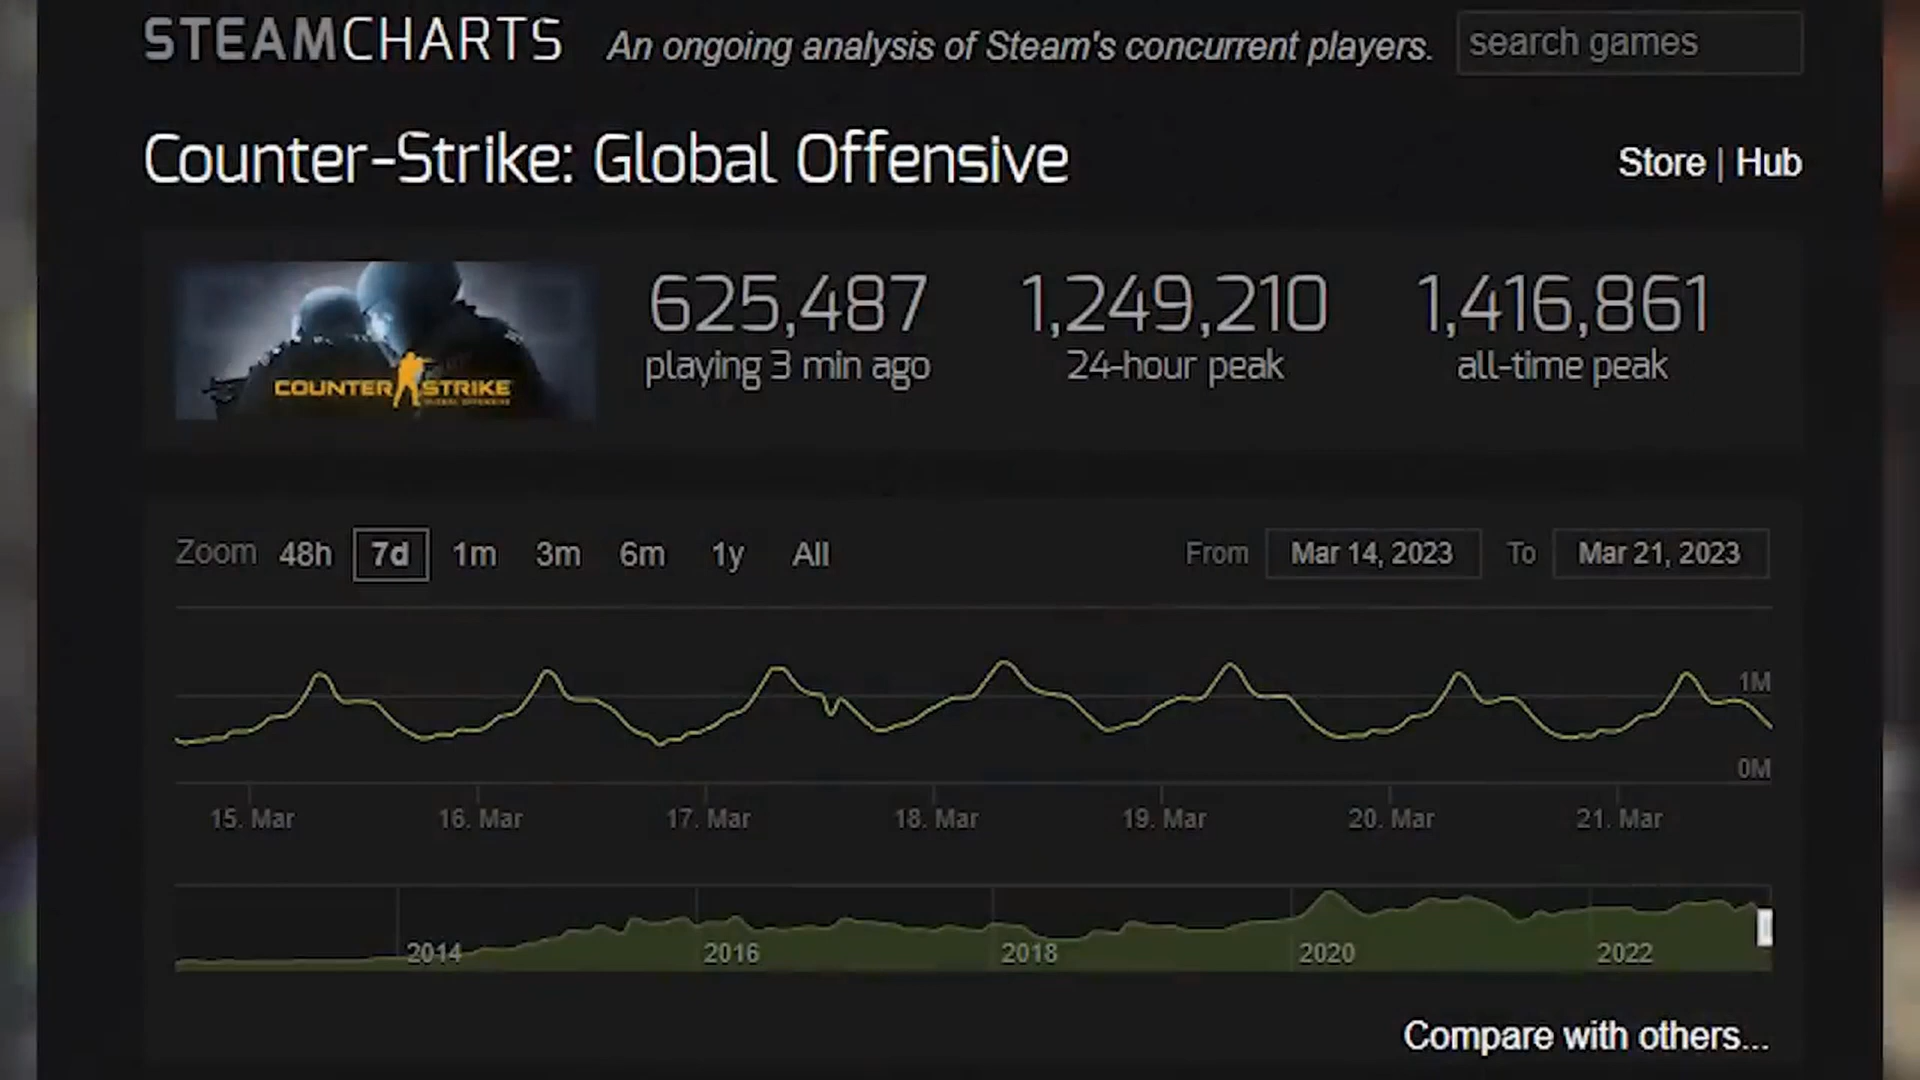 STEAMCHARTS An ongoing analysis of Steam's concurrent players. search games
Counter-Strike: Global Offensive Store | Hub
625,487 1,249,210 1,416,861
playing 3 min ago 24-hour peak all-time peak
COUNTER STRIKE
GLOBAL OFFENSIVE
Zoom 48h 7d 1m 3m 6m 1y All From Mar 14, 2023 To Mar 21, 2023
1M
0M
15. Mar 16. Mar 17. Mar 18. Mar 19. Mar 20. Mar 21. Mar
2014 2016 2018 2020 2022
Compare with others...